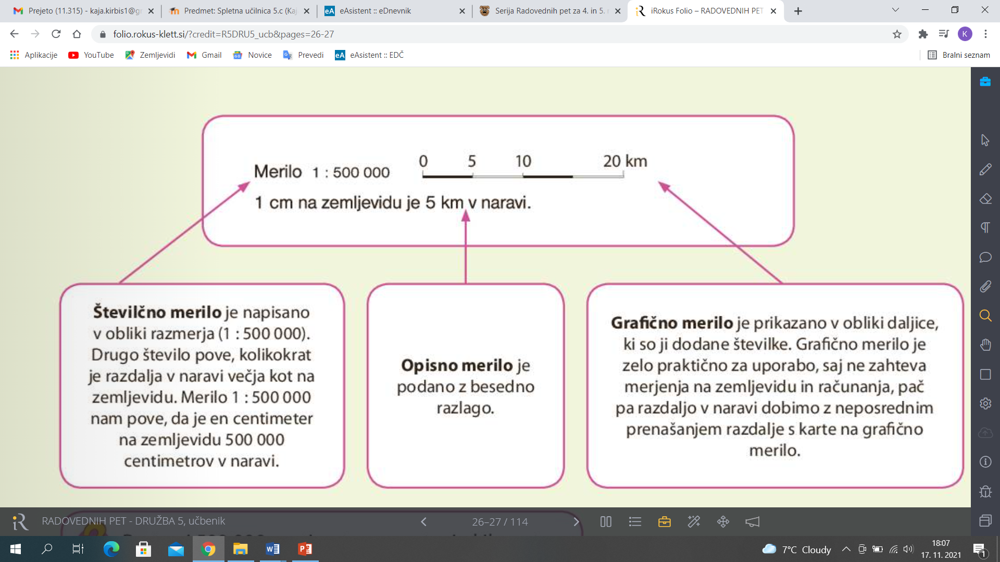 Prejeto (11.315) - kaja.kirbis1@gr
Predmet: Spletna učilnica 5.c (Kaj
eA eAsistent :: eDnevnik
Serija Radovednih pet za 4. in 5. r
iRokus Folio – RADOVEDNIH PET
folio.rokus-klett.si/?credit=R5DRU5_ucb&pages=26-27
K
Aplikacije YouTube Zemljevidi Gmail Novice Prevedi eA eAsistent :: EDČ Bralni seznam
0 5 10 20 km
Merilo 1 : 500 000
1 cm na zemljevidu je 5 km v naravi.
Številčno merilo je napisano
v obliki razmerja (1 : 500 000).
Drugo število pove, kolikokrat
je razdalja v naravi večja kot na
zemljevidu. Merilo 1 : 500 000
nam pove, da je en centimeter
na zemljevidu 500 000
centimetrov v naravi.
Opisno merilo je
podano z besedno
razlago.
Grafično merilo je prikazano v obliki daljice,
ki so ji dodane številke. Grafično merilo je
zelo praktično za uporabo, saj ne zahteva
merjenja na zemljevidu in računanja, pač
pa razdaljo v naravi dobimo z neposrednim
prenašanjem razdalje s karte na grafično
merilo.
iR RADOVEDNIH PET - DRUŽBA 5, učbenik
26–27 / 114
7°C Cloudy
18:07
17. 11. 2021
1